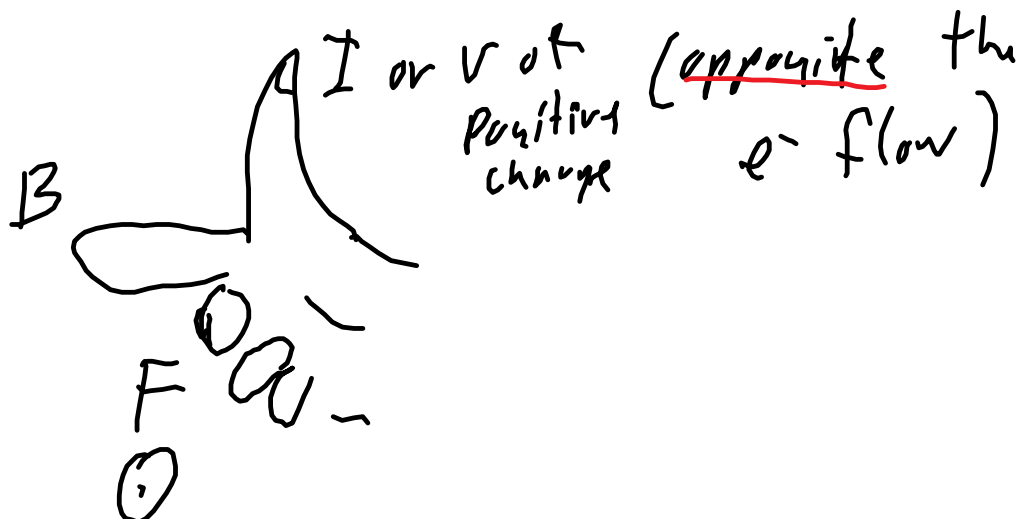 I or v of (opposite the
positive e⁻ flow)
charge
B
F